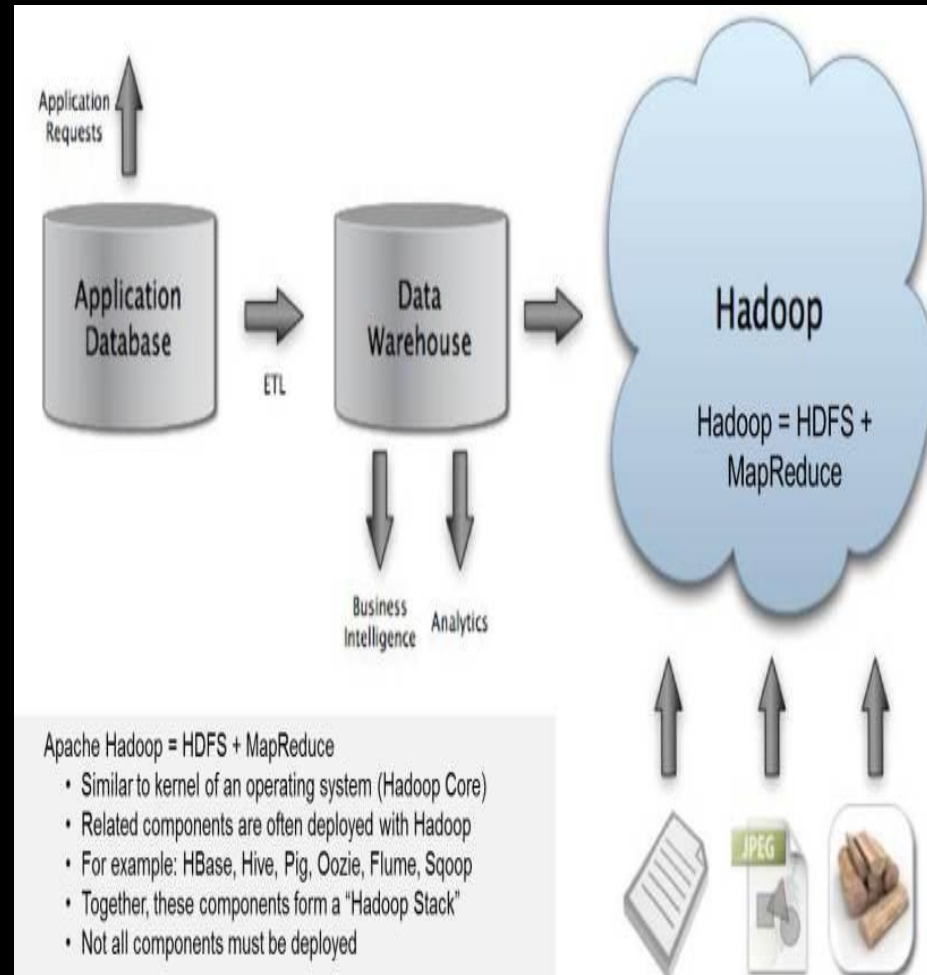 Application
Requests
Application
Database
ETL
Data
Warehouse
Business
Intelligence
Analytics
Hadoop
Hadoop = HDFS +
MapReduce
JPEG
Apache Hadoop = HDFS + MapReduce
• Similar to kernel of an operating system (Hadoop Core)
• Related components are often deployed with Hadoop
• For example: HBase, Hive, Pig, Oozie, Flume, Sqoop
• Together, these components form a “Hadoop Stack”
• Not all components must be deployed